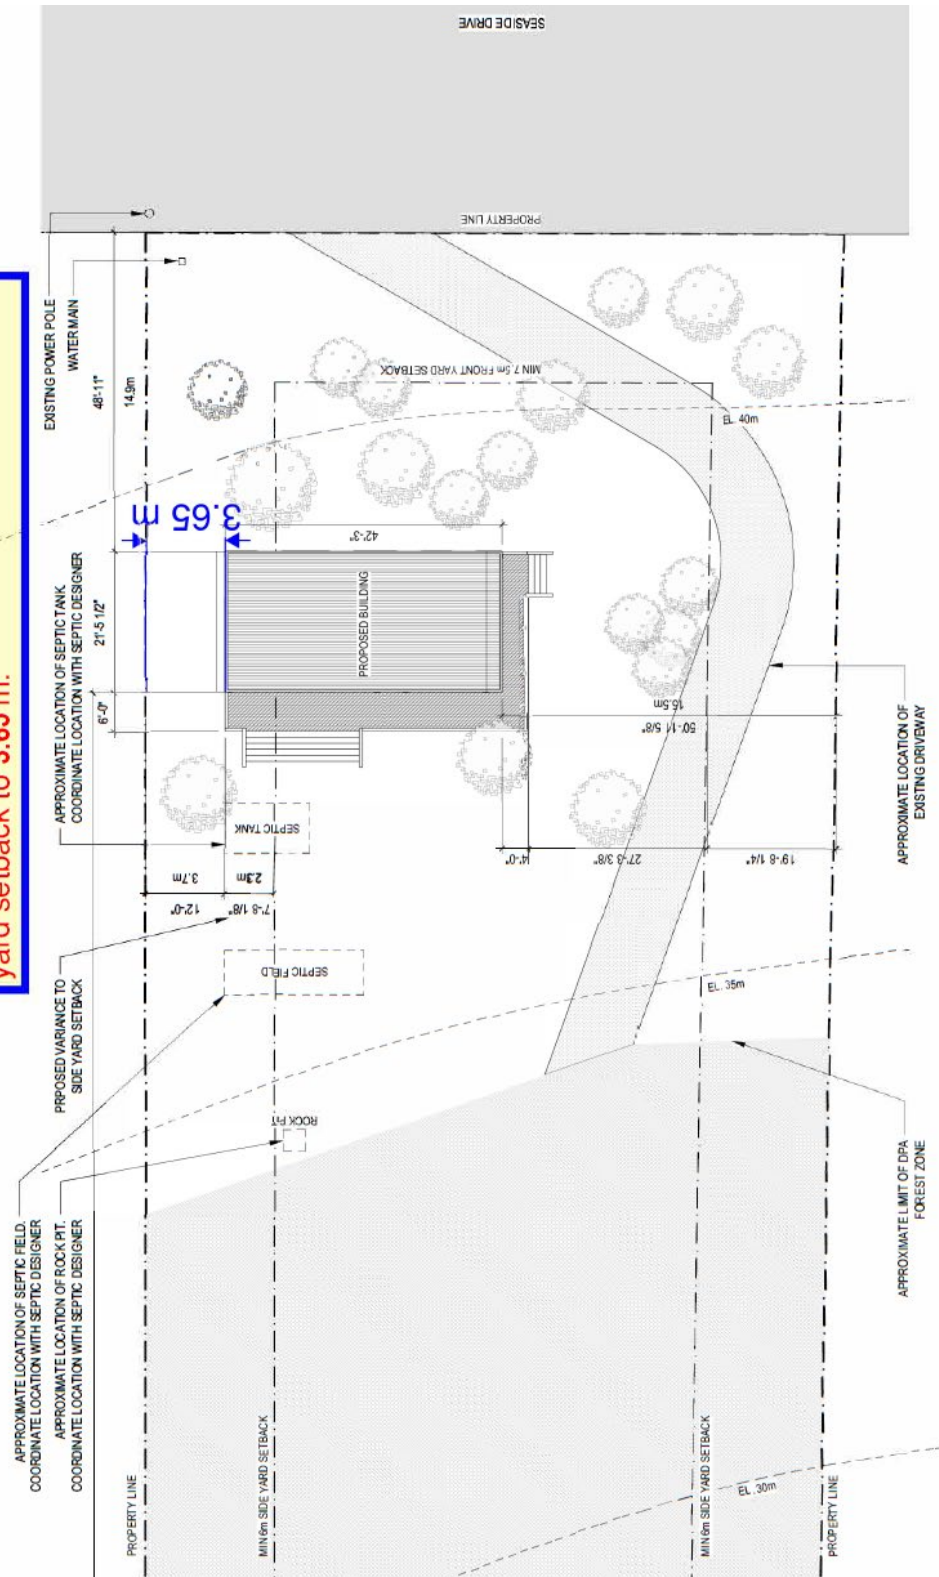 SEASIDE DRIVE
PROPERTY LINE
EXISTING POWER POLE
WATER MAIN
48'-11"
14.9m
MIN 7.5m FRONT YARD SETBACK
EL. 40m
3.65 m
42'-3"
PROPOSED BUILDING
APPROXIMATE LOCATION OF SEPTIC TANK.
COORDINATE LOCATION WITH SEPTIC DESIGNER
21'-5 1/2"
6'-0"
yard setback to 3.65 m.
15.5m
50'-11 5/8"
APPROXIMATE LOCATION OF
EXISTING DRIVEWAY
SEPTIC TANK
3.7m
2.3m
12'-0"
7'-8 1/8"
4'-0"
27'-3 3/8"
19'-8 1/4"
SEPTIC FIELD
PRPOSED VARIANCE TO
SIDE YARD SETBACK
EL. 35m
ROCK PIT
APPROXIMATE LIMIT OF DPA
FOREST ZONE
APPROXIMATE LOCATION OF SEPTIC FIELD.
COORDINATE LOCATION WITH SEPTIC DESIGNER
APPROXIMATE LOCATION OF ROCK PIT.
COORDINATE LOCATION WITH SEPTIC DESIGNER
PROPERTY LINE
MIN 6m SIDE YARD SETBACK
MIN 6m SIDE YARD SETBACK
EL. 30m
PROPERTY LINE